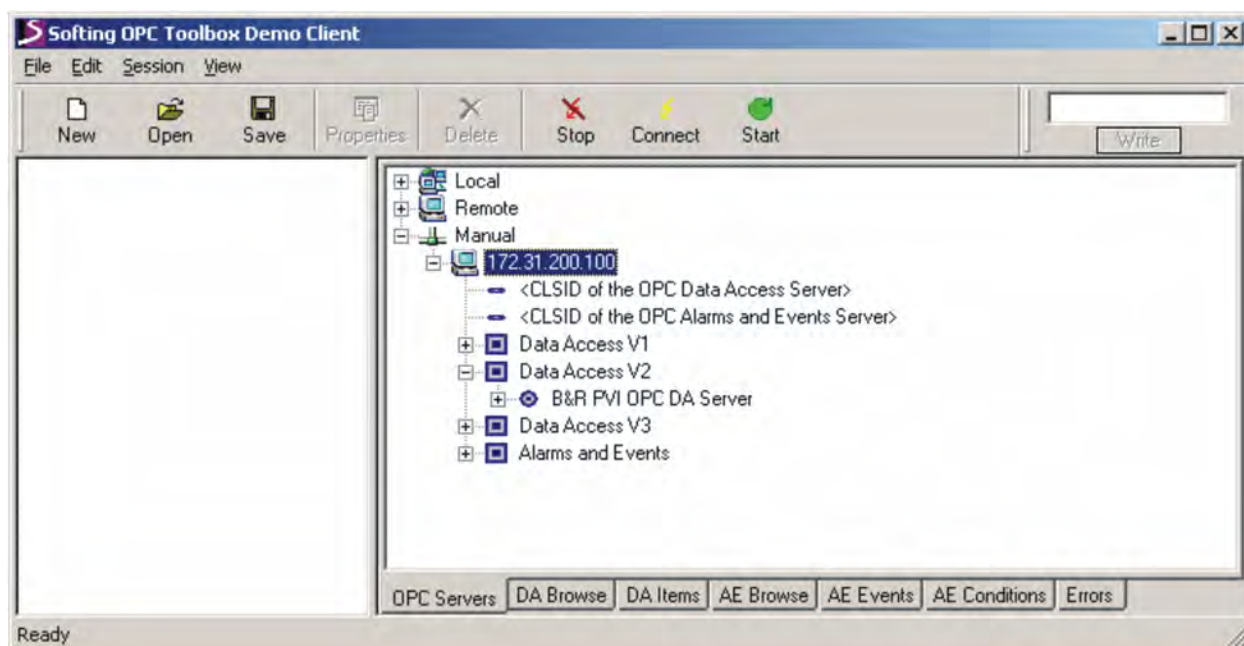 Softing OPC Toolbox Demo Client
File Edit Session View
New Open Save Properties Delete Stop Connect Start Write
Local
Remote
Manual
172.31.200.100
<CLSID of the OPC Data Access Server>
<CLSID of the OPC Alarms and Events Server>
Data Access V1
Data Access V2
B&R PVI OPC DA Server
Data Access V3
Alarms and Events
OPC Servers DA Browse DA Items AE Browse AE Events AE Conditions Errors
Ready